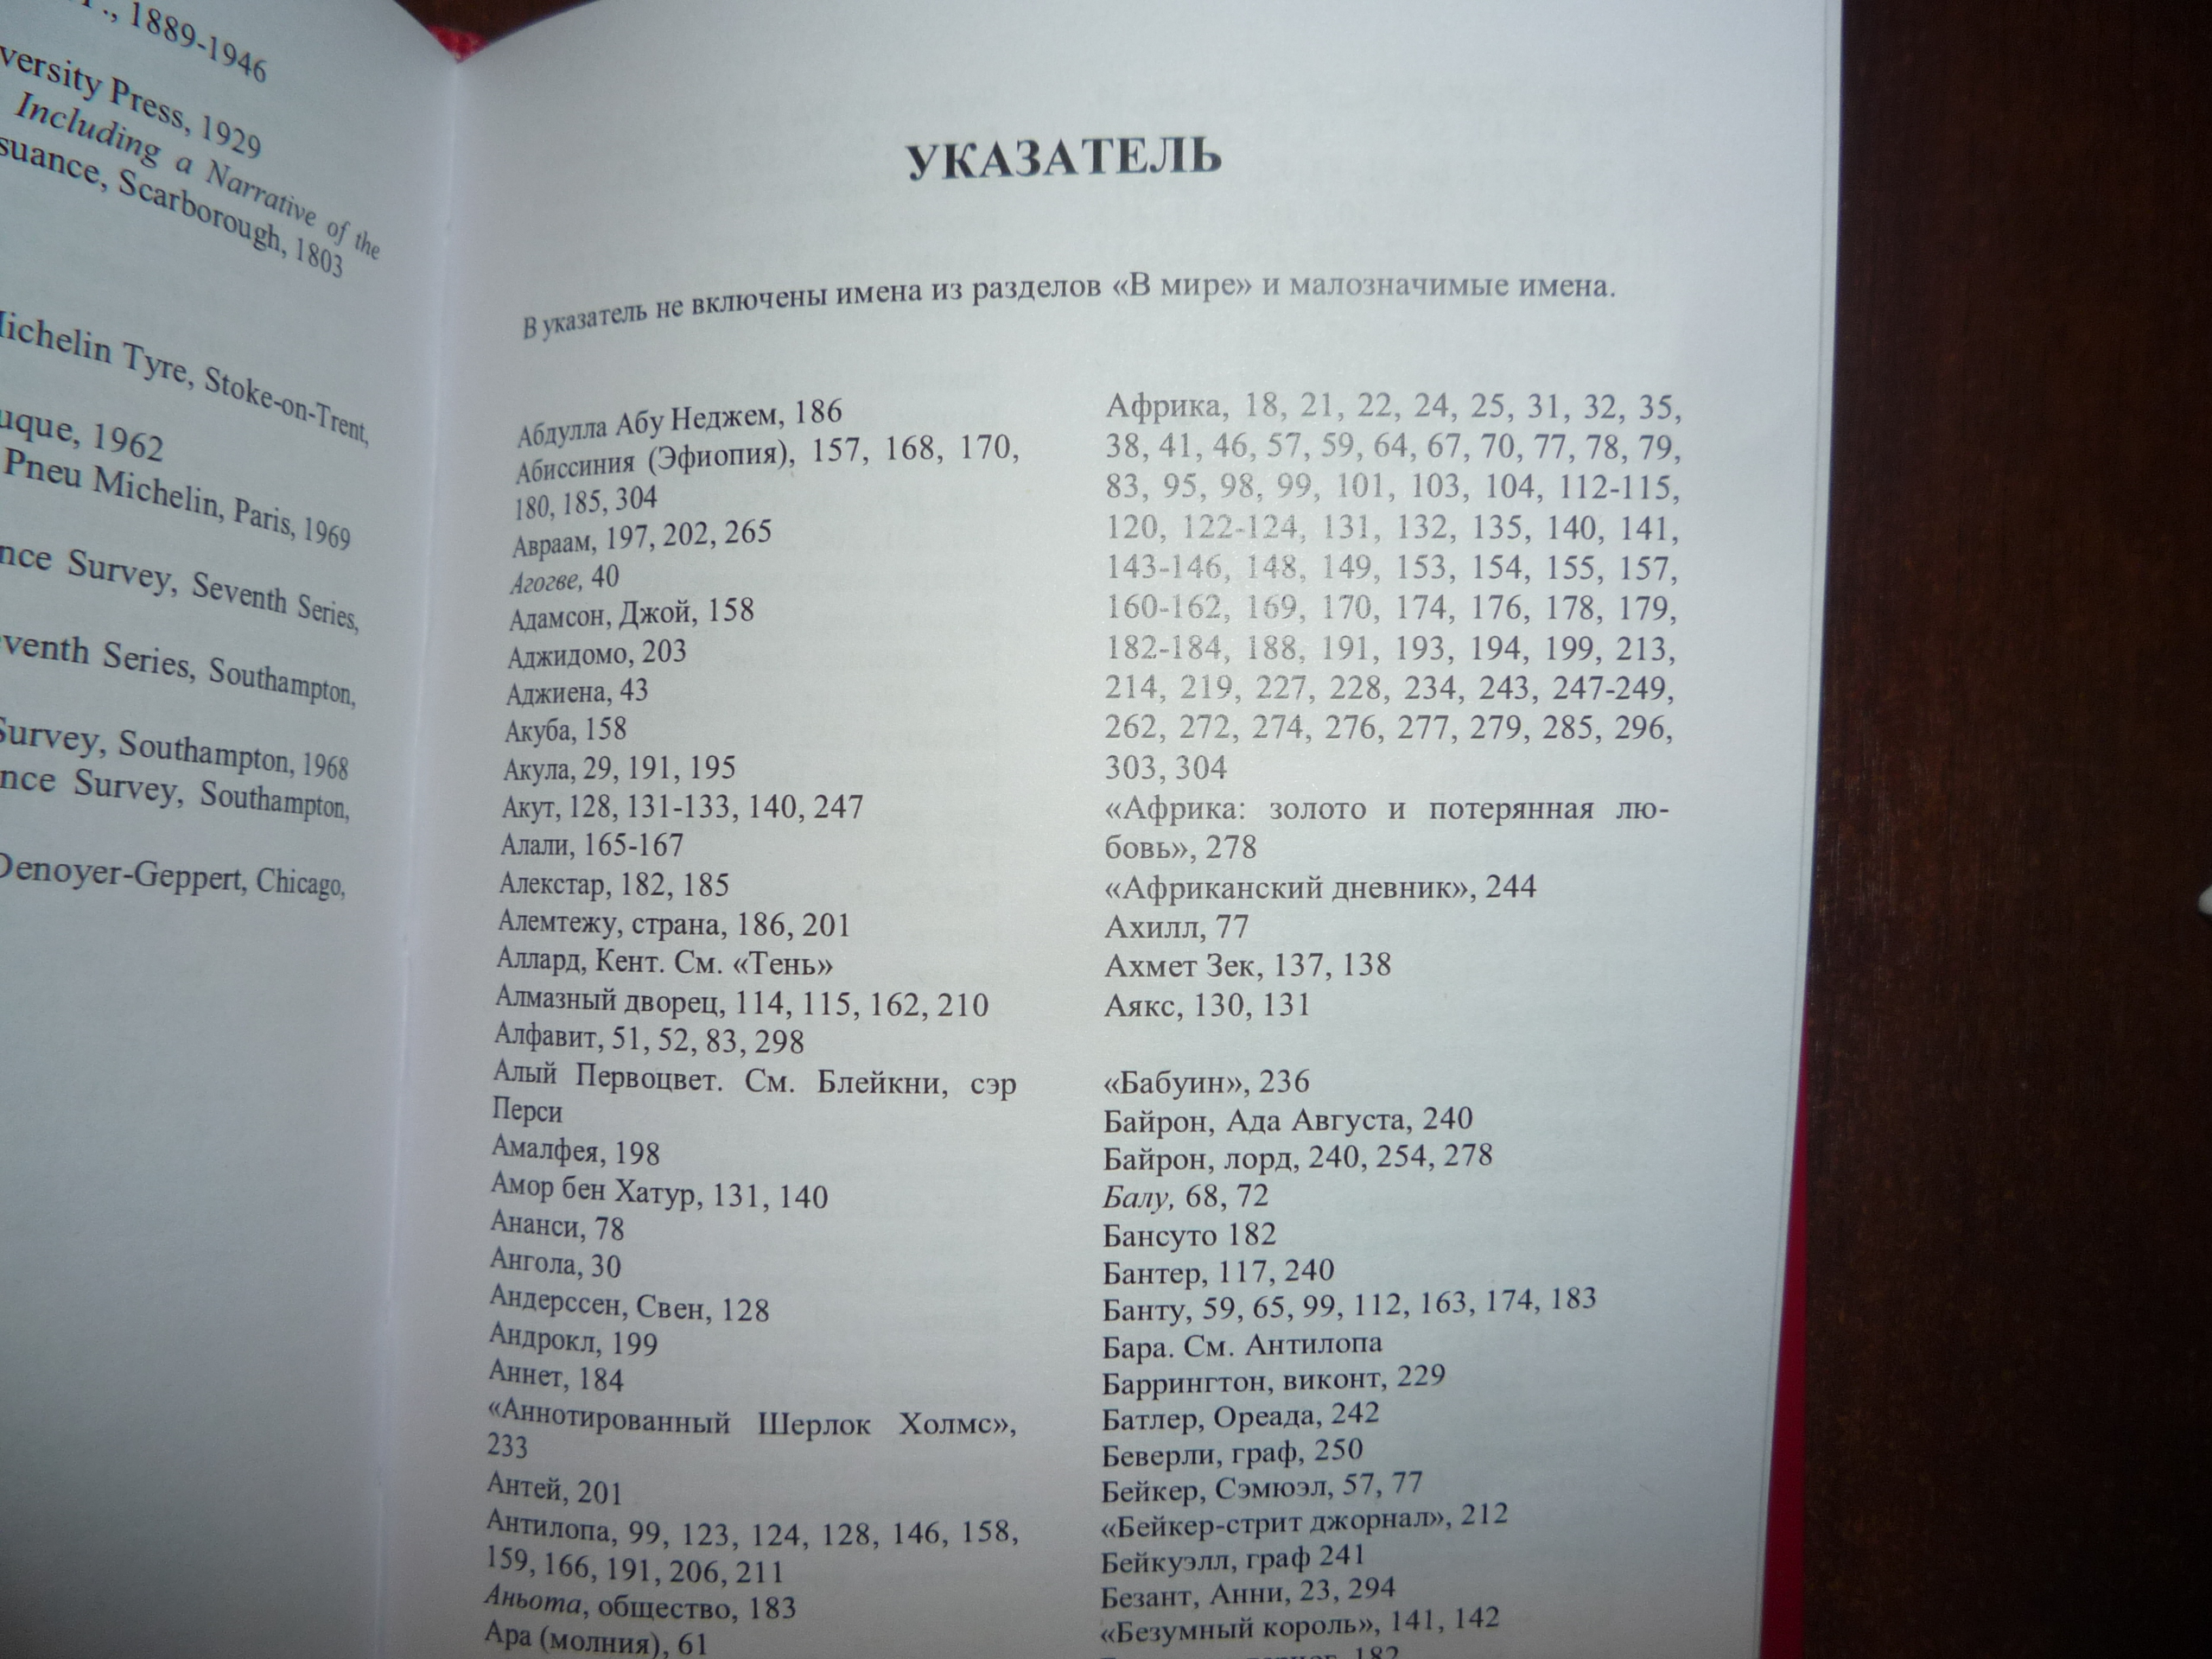 1889-1946
versity Press, 1929
Including a Narrative of the
suance, Scarborough, 1803
Michelin Tyre, Stoke-on-Trent,
uque, 1962
Pneu Michelin, Paris, 1969
nce Survey, Seventh Series,
venth Series, Southampton,
Survey, Southampton, 1968
nce Survey, Southampton,
Denoyer-Geppert, Chicago,
УКАЗАТЕЛЬ
В указатель не включены имена из разделов «В мире» и малозначимые имена.
Абдулла Абу Неджем, 186
Абиссиния (Эфиопия), 157, 168, 170,
180, 185, 304
Авраам, 197, 202, 265
Агогве, 40
Адамсон, Джой, 158
Аджидомо, 203
Аджиена, 43
Акуба, 158
Акула, 29, 191, 195
Акут, 128, 131-133, 140, 247
Алали, 165-167
Алекстар, 182, 185
Алемтежу, страна, 186, 201
Аллард, Кент. См. «Тень»
Алмазный дворец, 114, 115, 162, 210
Алфавит, 51, 52, 83, 298
Алый Первоцвет. См. Блейкни, сэр
Перси
Амалфея, 198
Амор бен Хатур, 131, 140
Ананси, 78
Ангола, 30
Андерссен, Свен, 128
Андрокл, 199
Аннет, 184
«Аннотированный Шерлок Холмс»,
233
Антей, 201
Антилопа, 99, 123, 124, 128, 146, 158,
159, 166, 191, 206, 211
Аньота, общество, 183
Ара (молния), 61
Африка, 18, 21, 22, 24, 25, 31, 32, 35,
38, 41, 46, 57, 59, 64, 67, 70, 77, 78, 79,
83, 95, 98, 99, 101, 103, 104, 112-115,
120, 122-124, 131, 132, 135, 140, 141,
143-146, 148, 149, 153, 154, 155, 157,
160-162, 169, 170, 174, 176, 178, 179,
182-184, 188, 191, 193, 194, 199, 213,
214, 219, 227, 228, 234, 243, 247-249,
262, 272, 274, 276, 277, 279, 285, 296,
303, 304
«Африка: золото и потерянная лю-
бовь», 278
«Африканский дневник», 244
Ахилл, 77
Ахмет Зек, 137, 138
Аякс, 130, 131
«Бабуин», 236
Байрон, Ада Августа, 240
Байрон, лорд, 240, 254, 278
Балу, 68, 72
Бансуто 182
Бантер, 117, 240
Банту, 59, 65, 99, 112, 163, 174, 183
Бара. См. Антилопа
Баррингтон, виконт, 229
Батлер, Ореада, 242
Беверли, граф, 250
Бейкер, Сэмюэл, 57, 77
«Бейкер-стрит джорнал», 212
Бейкуэлл, граф 241
Безант, Анни, 23, 294
«Безумный король», 141, 142
182